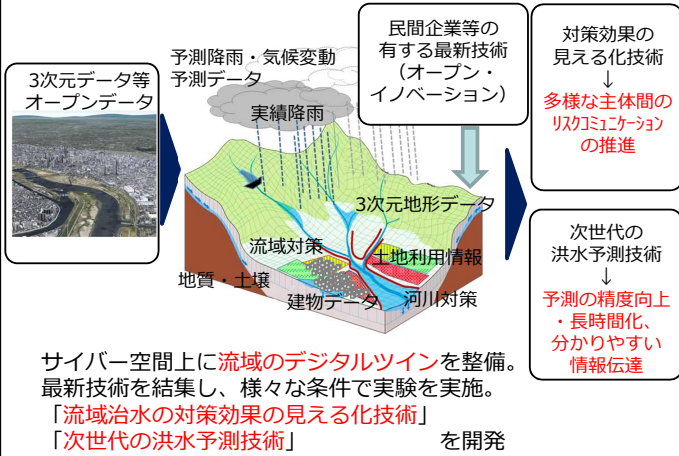 3次元データ等
オープンデータ
予測降雨・気候変動
予測データ
実績降雨
民間企業等の
有する最新技術
（オープン・
イノベーション）
3次元地形データ
流域対策
土地利用情報
地質・土壌
建物データ
河川対策
対策効果の
見える化技術
↓
多様な主体間の
ﾘｽｸｺﾐｭﾆｹｰｼｮﾝ
の推進
次世代の
洪水予測技術
↓
予測の精度向上
・長時間化、
分かりやすい
情報伝達
サイバー空間上に流域のデジタルツインを整備。
最新技術を結集し、様々な条件で実験を実施。
「流域治水の対策効果の見える化技術」
「次世代の洪水予測技術」 を開発